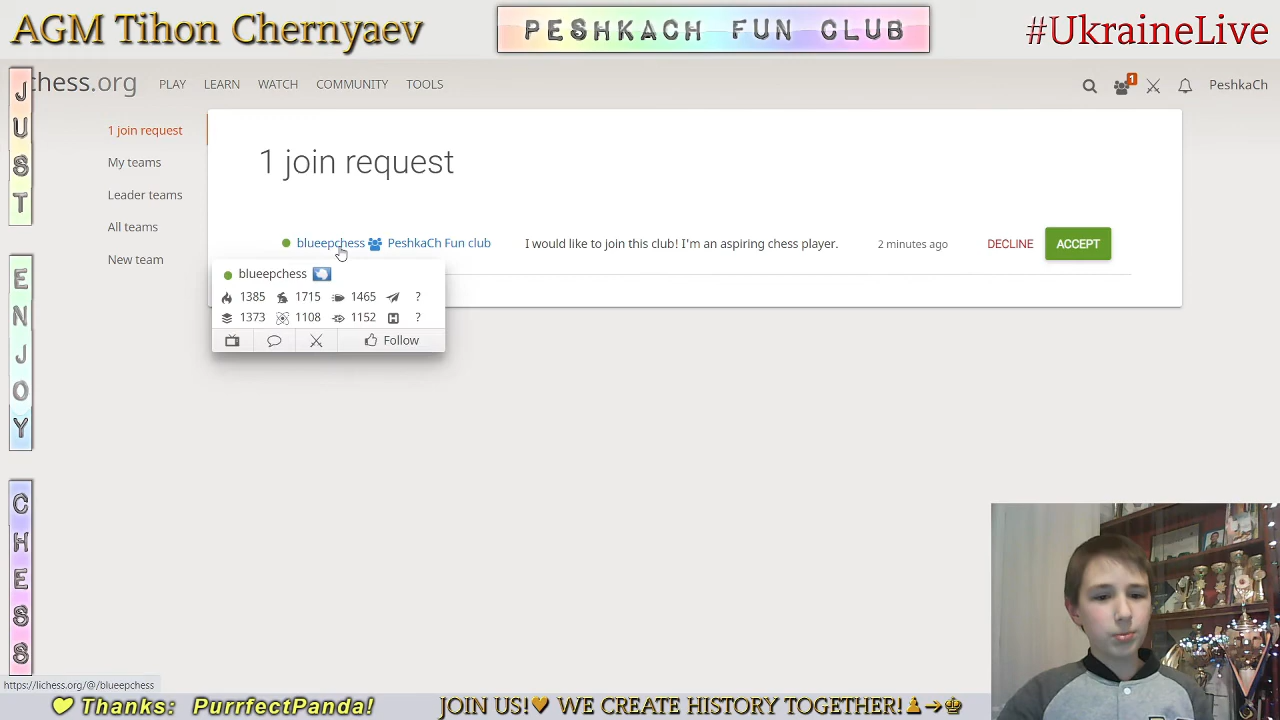 AGM Tihon Chernyaev
PESHKACH FUN CLUB
#UkraineLive
chess.org
PLAY LEARN WATCH COMMUNITY TOOLS
1
PeshkaCh
JUST
ENJOY
CHESS
1 join request
My teams
Leader teams
All teams
New team
1 join request
blueepchess PeshkaCh Fun club I would like to join this club! I'm an aspiring chess player. 2 minutes ago DECLINE ACCEPT
blueepchess
1385 1715 1465 ?
1373 1108 1152 ?
Follow
https://lichess.org/@/blueepchess
Thanks: PurrfectPanda!
JOIN US!🧡 WE CREATE HISTORY TOGETHER!♟→♚